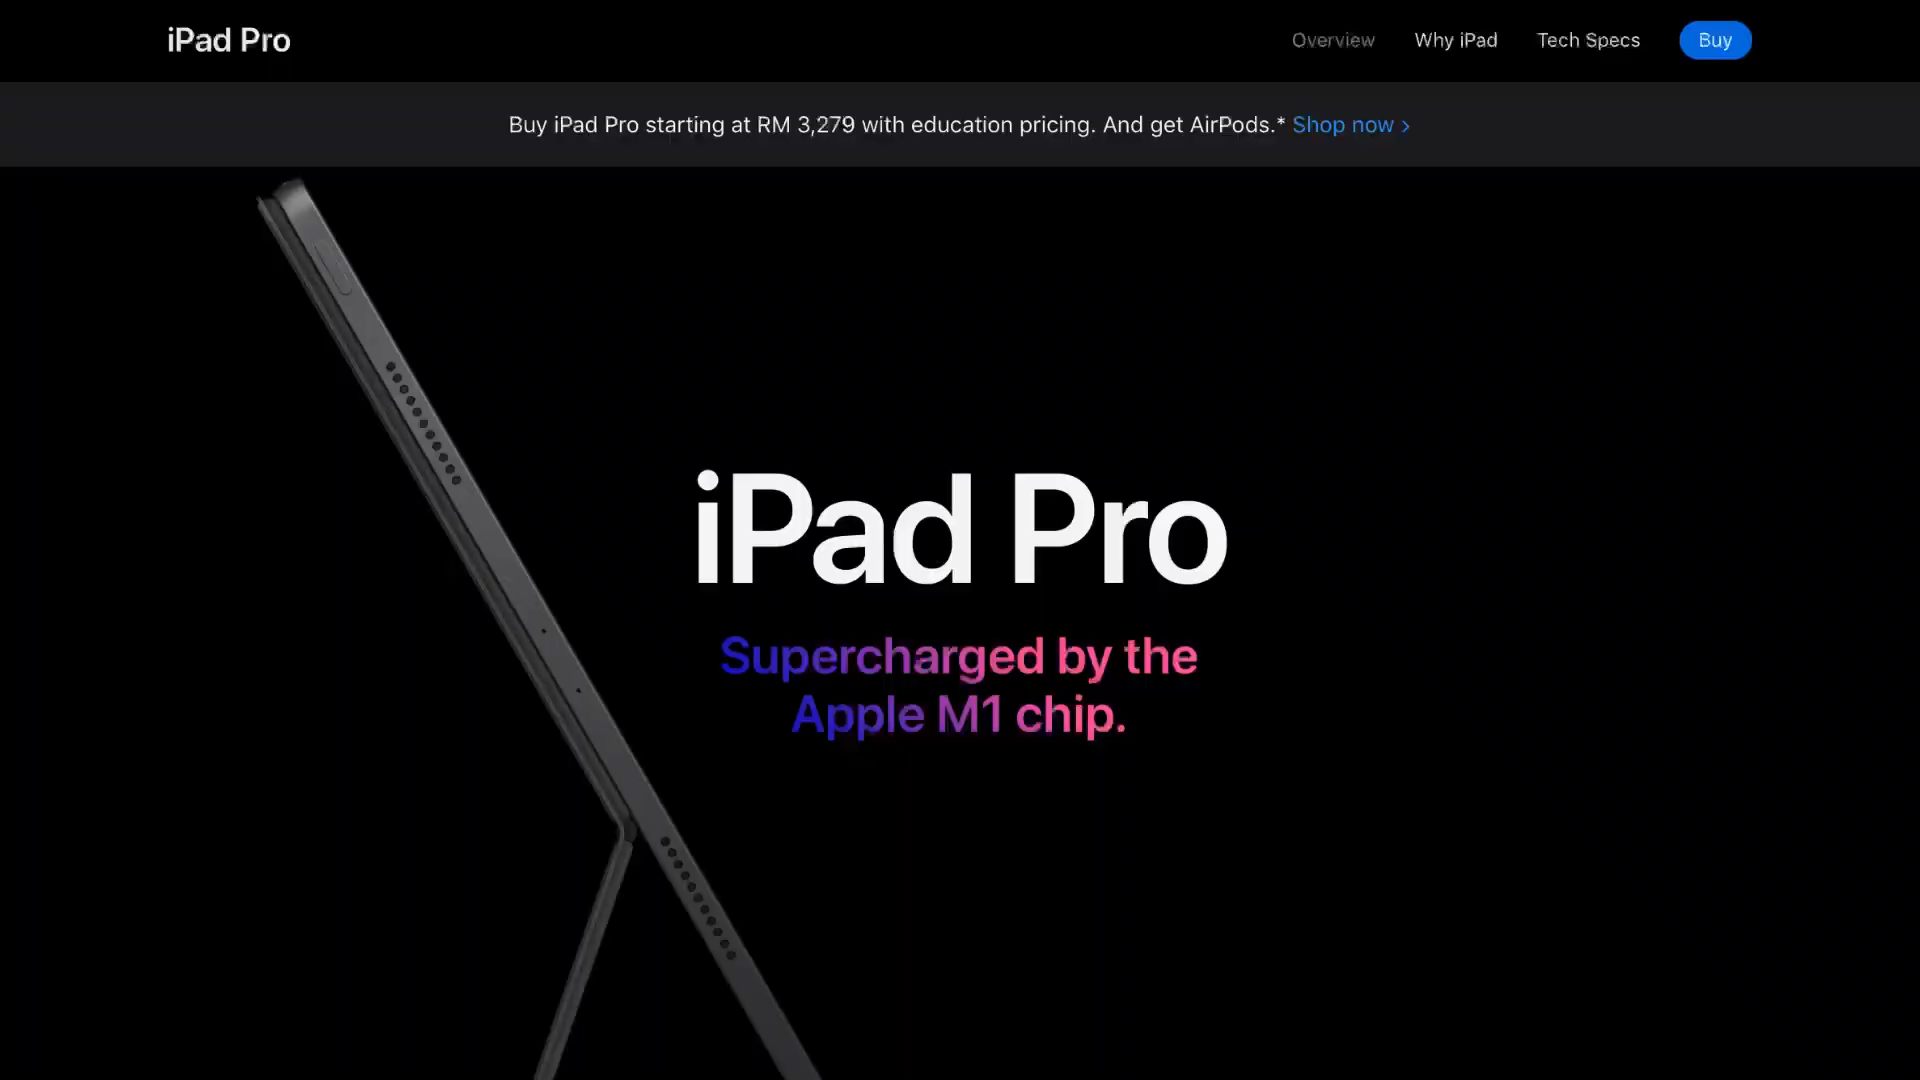 iPad Pro
Overview
Why iPad
Tech Specs
Buy
Buy iPad Pro starting at RM 3,279 with education pricing. And get AirPods.* Shop now >
iPad Pro
Supercharged by the
Apple M1 chip.